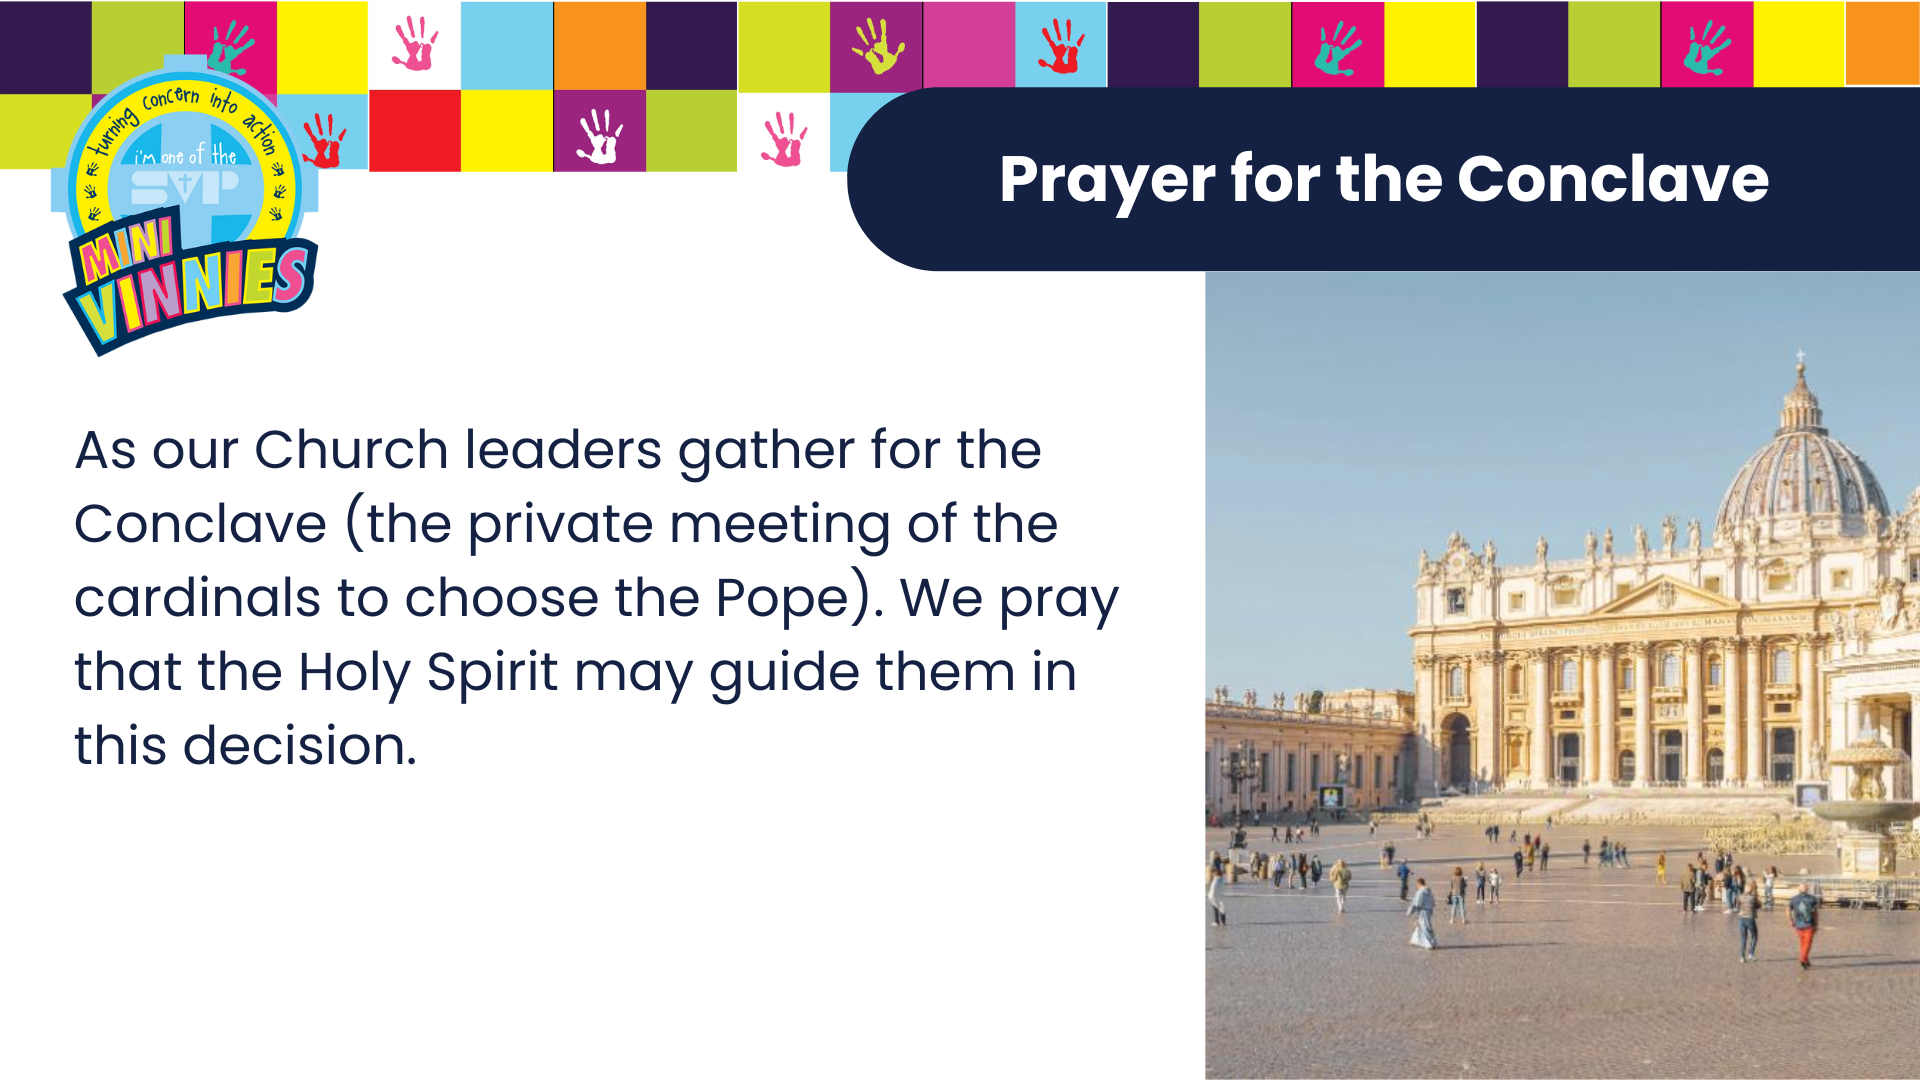 turning concern into action
i'm one of the
SVP
MINI
VINNIES
Prayer for the Conclave
As our Church leaders gather for the
Conclave (the private meeting of the
cardinals to choose the Pope). We pray
that the Holy Spirit may guide them in
this decision.